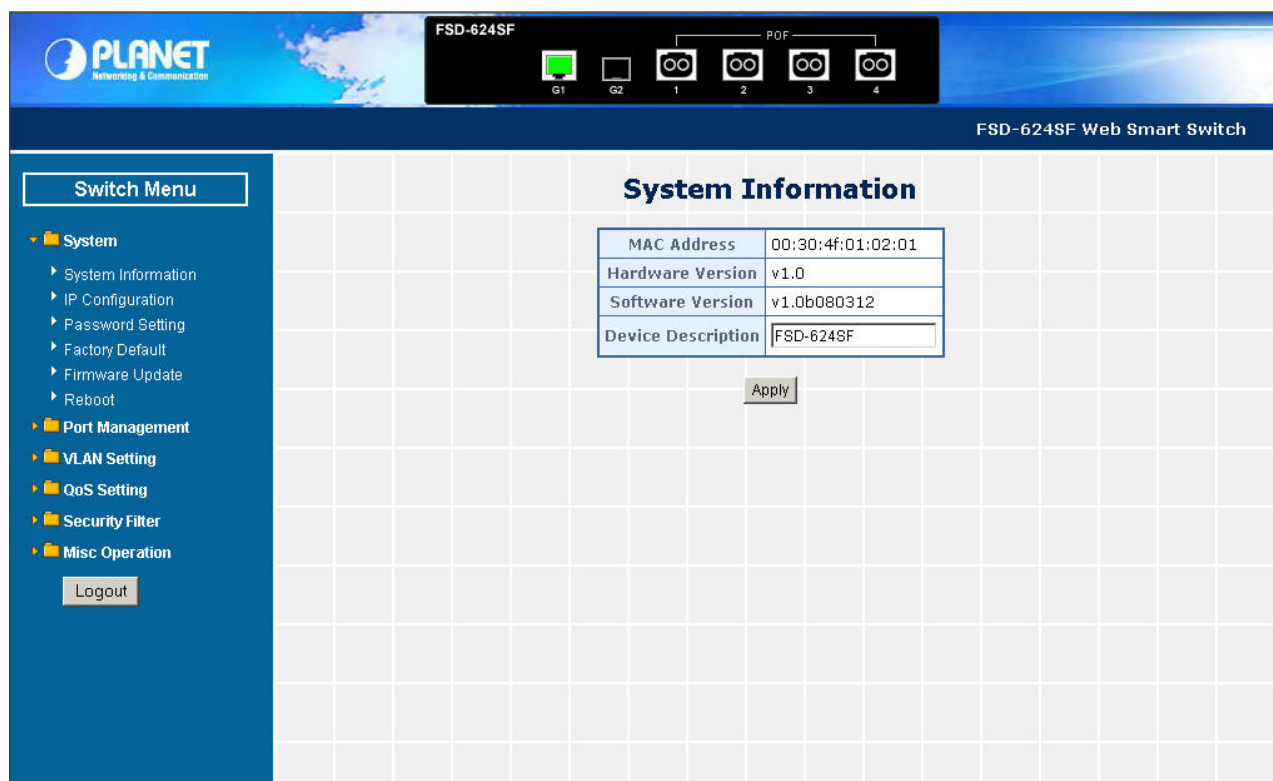 PLANET
Networking & Communication
FSD-624SF
POF
G1 G2 1 2 3 4
FSD-624SF Web Smart Switch
Switch Menu
System
System Information
IP Configuration
Password Setting
Factory Default
Firmware Update
Reboot
Port Management
VLAN Setting
QoS Setting
Security Filter
Misc Operation
Logout
System Information
MAC Address 00:30:4f:01:02:01
Hardware Version v1.0
Software Version v1.0b080312
Device Description FSD-624SF
Apply